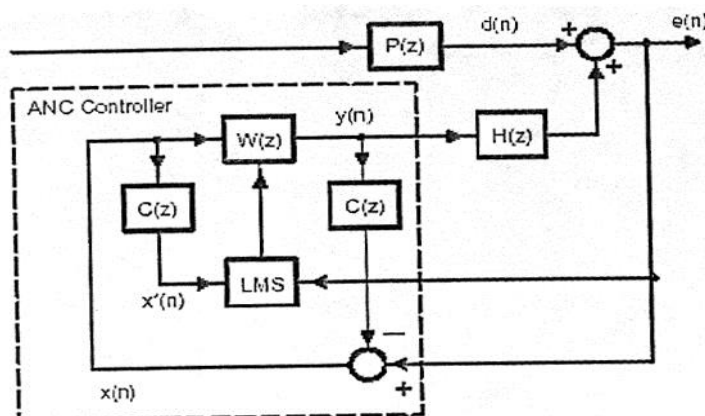 d(n)
e(n)
+
P(z)
+
ANC Controller
y(n)
W(z)
H(z)
C(z)
C(z)
LMS
x'(n)
−
+
x(n)